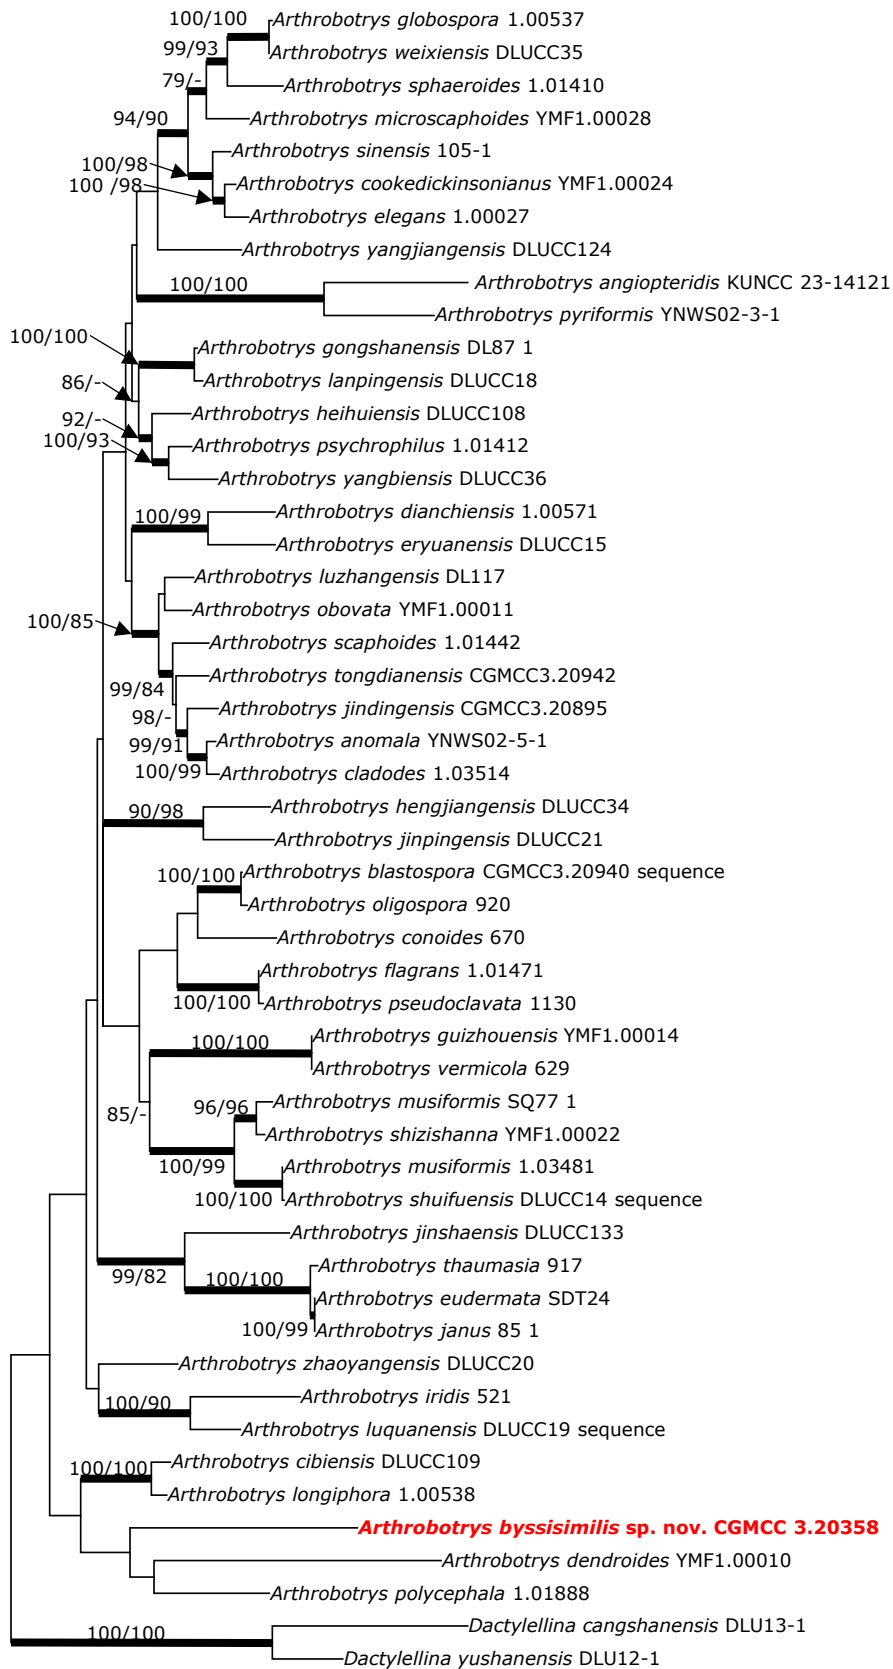 100/100
Arthrobotrys globospora 1.00537
99/93
Arthrobotrys weixiensis DLUCC35
79/-
Arthrobotrys sphaeroides 1.01410
94/90
Arthrobotrys microscaphoides YMF1.00028
Arthrobotrys sinensis 105-1
100/98
100 /98
Arthrobotrys cookedickinsonianus YMF1.00024
Arthrobotrys elegans 1.00027
Arthrobotrys yangjiangensis DLUCC124
100/100
Arthrobotrys angiopteridis KUNCC 23-14121
Arthrobotrys pyriformis YNWS02-3-1
100/100
Arthrobotrys gongshanensis DL87 1
86/-
Arthrobotrys lanpingensis DLUCC18
92/-
Arthrobotrys heihuiensis DLUCC108
100/93
Arthrobotrys psychrophilus 1.01412
Arthrobotrys yangbiensis DLUCC36
100/99
Arthrobotrys dianchiensis 1.00571
Arthrobotrys eryuanensis DLUCC15
Arthrobotrys luzhangensis DL117
100/85
Arthrobotrys obovata YMF1.00011
Arthrobotrys scaphoides 1.01442
99/84
Arthrobotrys tongdianensis CGMCC3.20942
98/-
Arthrobotrys jindingensis CGMCC3.20895
99/91
Arthrobotrys anomala YNWS02-5-1
100/99
Arthrobotrys cladodes 1.03514
90/98
Arthrobotrys hengjiangensis DLUCC34
Arthrobotrys jinpingensis DLUCC21
100/100
Arthrobotrys blastospora CGMCC3.20940 sequence
Arthrobotrys oligospora 920
Arthrobotrys conoides 670
Arthrobotrys flagrans 1.01471
100/100
Arthrobotrys pseudoclavata 1130
100/100
Arthrobotrys guizhouensis YMF1.00014
Arthrobotrys vermicola 629
85/-
96/96
Arthrobotrys musiformis SQ77 1
Arthrobotrys shizishanna YMF1.00022
100/99
Arthrobotrys musiformis 1.03481
100/100
Arthrobotrys shuifuensis DLUCC14 sequence
Arthrobotrys jinshaensis DLUCC133
99/82
100/100
Arthrobotrys thaumasia 917
Arthrobotrys eudermata SDT24
100/99
Arthrobotrys janus 85 1
Arthrobotrys zhaoyangensis DLUCC20
100/90
Arthrobotrys iridis 521
Arthrobotrys luquanensis DLUCC19 sequence
100/100
Arthrobotrys cibiensis DLUCC109
Arthrobotrys longiphora 1.00538
Arthrobotrys byssisimilis sp. nov. CGMCC 3.20358
Arthrobotrys dendroides YMF1.00010
Arthrobotrys polycephala 1.01888
100/100
Dactylellina cangshanensis DLU13-1
Dactylellina yushanensis DLU12-1